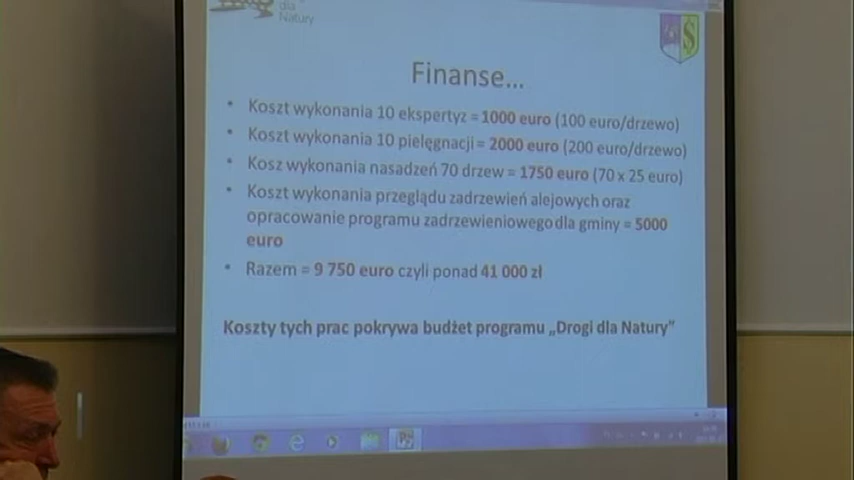 dla
Natury
Finanse...
• Koszt wykonania 10 ekspertyz = 1000 euro (100 euro/drzewo)
• Koszt wykonania 10 pielęgnacji = 2000 euro (200 euro/drzewo)
• Kosz wykonania nasadzeń 70 drzew = 1750 euro (70 x 25 euro)
• Koszt wykonania przeglądu zadrzewień alejowych oraz
opracowanie programu zadrzewieniowego dla gminy = 5000
euro
• Razem = 9 750 euro czyli ponad 41 000 zł
Koszty tych prac pokrywa budżet programu „Drogi dla Natury”